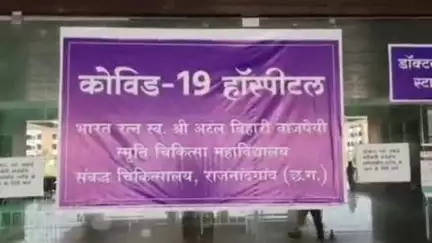 कोविड-19 हॉस्पीटल
भारत रत्न स्व. श्री अटल बिहारी वाजपेयी
स्मृति चिकित्सा महाविद्यालय
संबद्ध चिकित्सालय, राजनांदगांव (छ.ग.)
डॉक्ट
स्टा